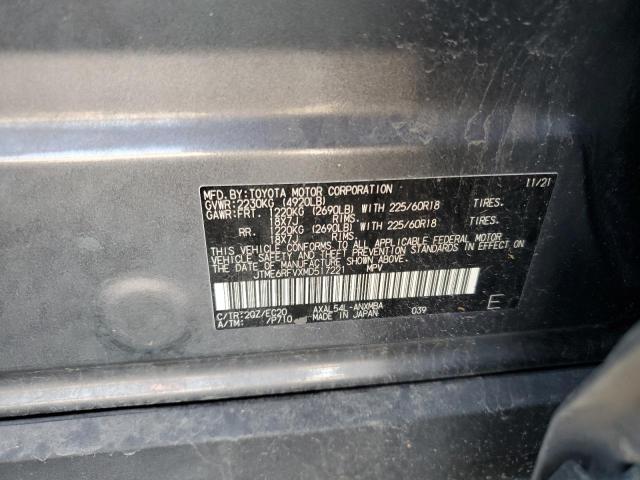 MFD. BY: TOYOTA MOTOR CORPORATION 11/21
GVWR: 2230KG (4920LB)
GAWR: FRT. 1220KG (2690LB) WITH 225/60R18 TIRES.
18X7J RIMS.
RR. 1220KG (2690LB) WITH 225/60R18 TIRES.
18X7J RIMS.
THIS VEHICLE CONFORMS TO ALL APPLICABLE FEDERAL MOTOR
VEHICLE SAFETY, BUMPER, AND THEFT PREVENTION STANDARDS IN EFFECT
ON THE DATE OF MANUFACTURE SHOWN ABOVE.
JTME6RFVXMD517221 MPV
C/TR: 2QZ/EC20 AXAL54L-ANXMBA
A/TM: /P710 MADE IN JAPAN 039 E